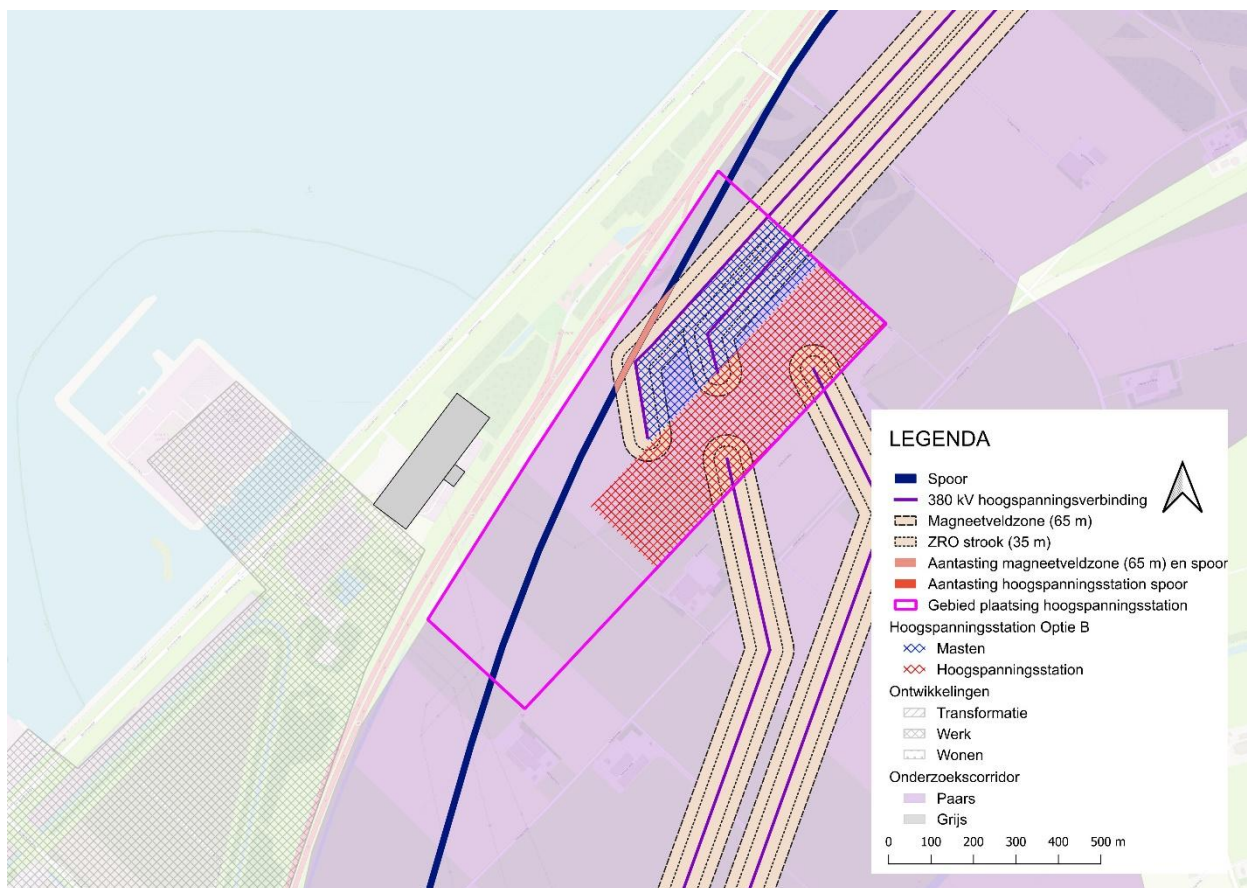 LEGENDA
Spoor
380 kV hoogspanningsverbinding
Magneetveldzone (65 m)
ZRO strook (35 m)
Aantasting magneetveldzone (65 m) en spoor
Aantasting hoogspanningsstation spoor
Gebied plaatsing hoogspanningsstation
Hoogspanningsstation Optie B
Masten
Hoogspanningsstation
Ontwikkelingen
Transformatie
Werk
Wonen
Onderzoekscorridor
Paars
Grijs
0 100 200 300 400 500 m